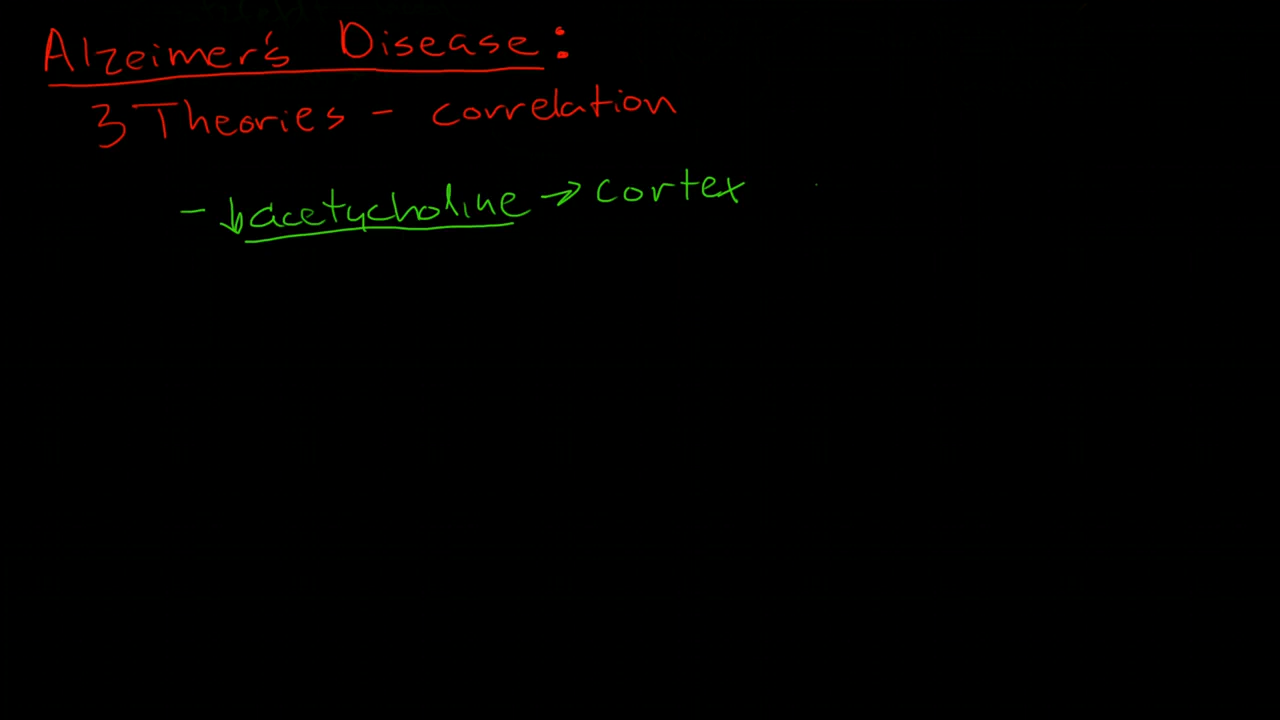 Alzeimer's Disease:
3 Theories - correlation
- ↓ acetycholine → cortex